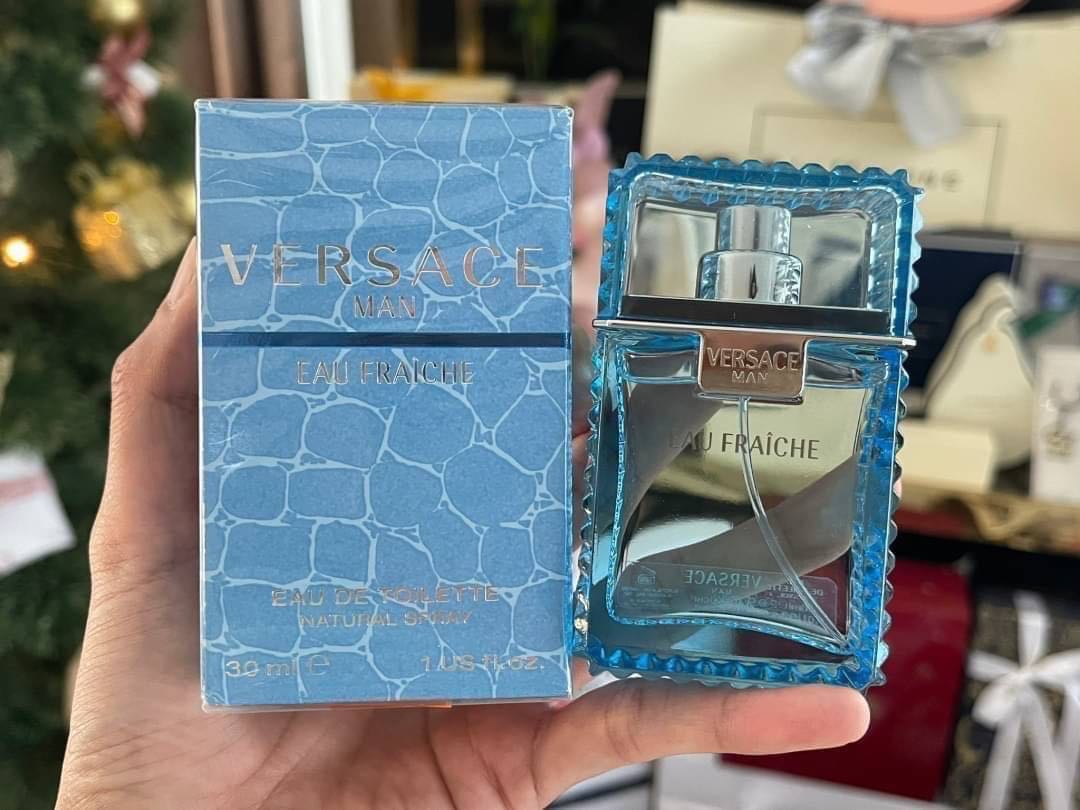 VERSACE
MAN
EAU FRAÎCHE
EAU DE TOILETTE
NATURAL SPRAY
30 ml e 1 US fl.oz.
VERSACE
MAN
EAU FRAÎCHE
VERSACE